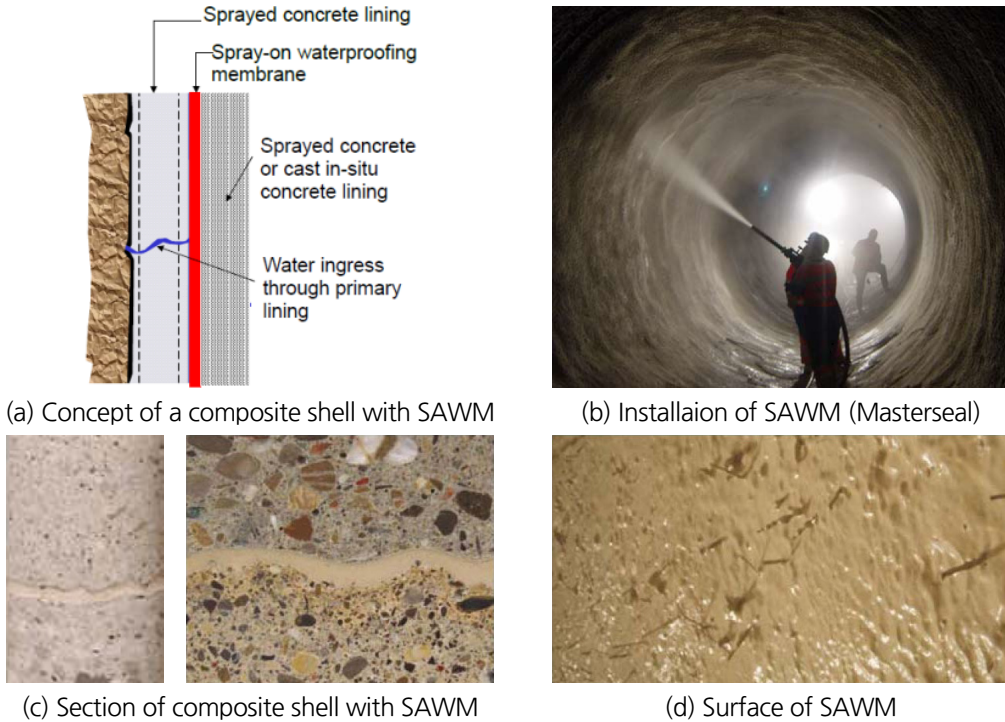 Sprayed concrete lining
Spray-on waterproofing
membrane
Sprayed concrete
or cast in-situ
concrete lining
Water ingress
through primary
lining
(a) Concept of a composite shell with SAWM
(b) Installaion of SAWM (Masterseal)
(c) Section of composite shell with SAWM
(d) Surface of SAWM